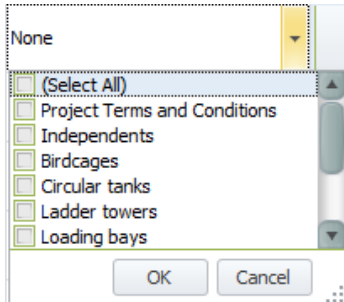 None
(Select All)
Project Terms and Conditions
Independents
Birdcages
Circular tanks
Ladder towers
Loading bays
OK Cancel